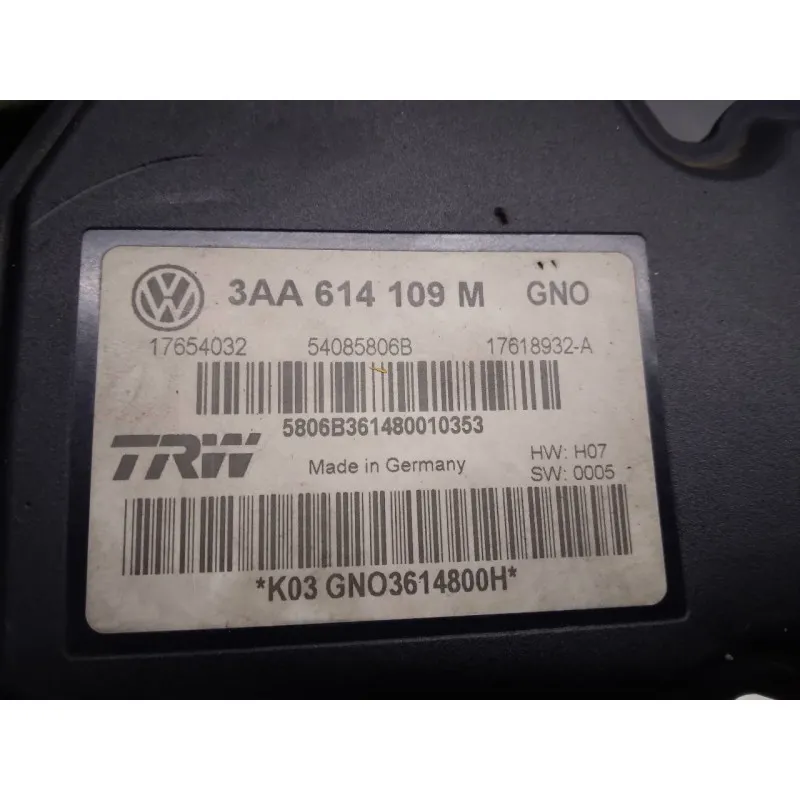 3AA 614 109 M GNO
17654032 54085806B 17618932-A
5806B361480010353
TRW Made in Germany HW: H07
SW: 0005
*K03 GNO3614800H*